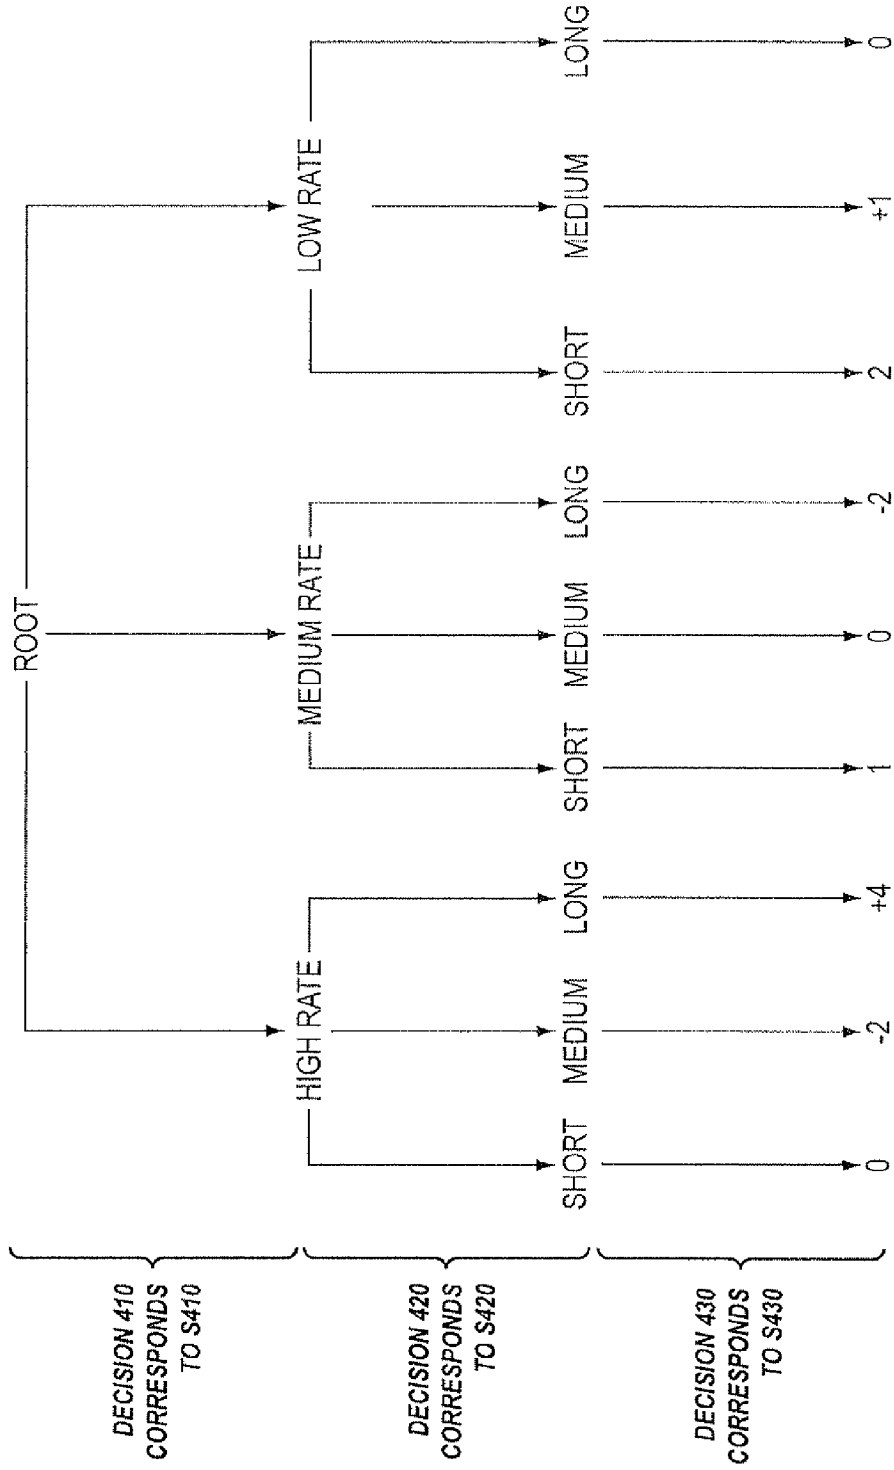 DECISION 410
CORRESPONDS
TO S410
ROOT
DECISION 420
CORRESPONDS
TO S420
HIGH RATE
MEDIUM RATE
LOW RATE
SHORT
MEDIUM
LONG
SHORT
MEDIUM
LONG
SHORT
MEDIUM
LONG
DECISION 430
CORRESPONDS
TO S430
0
-2
+4
1
0
-2
2
+1
0